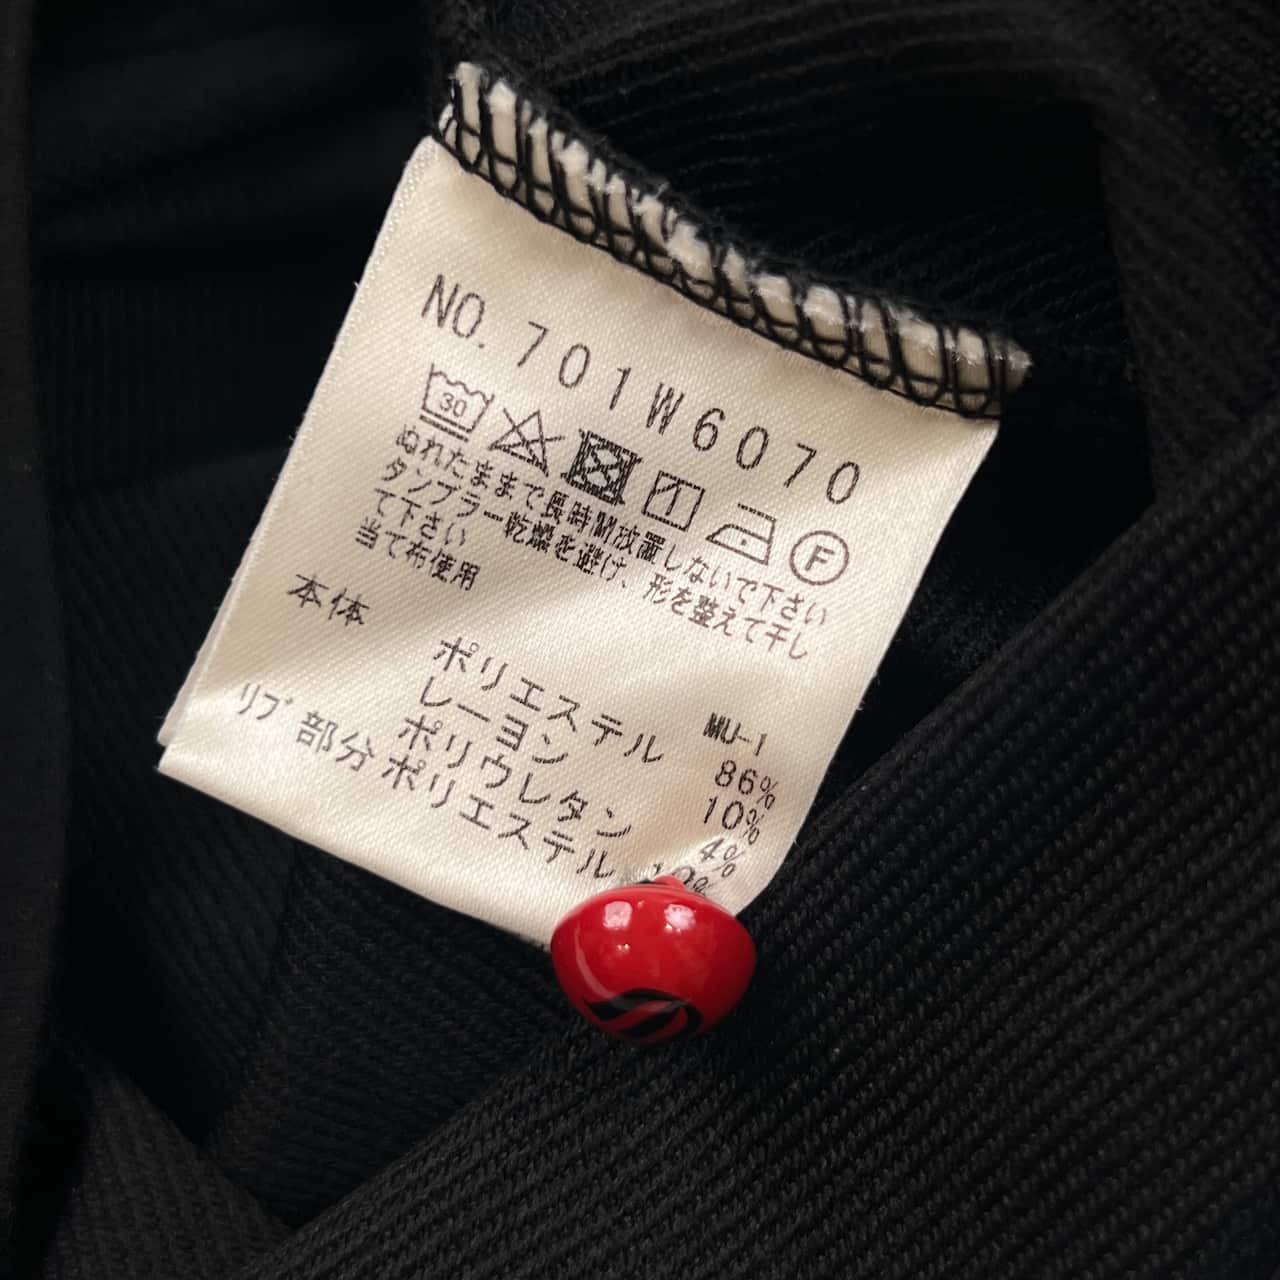 NO. 701W6070
30
F
ぬれたままで長時間放置しないで下さい
タンブラー乾燥を避け、形を整えて干し
て下さい
当て布使用
MU-1
本体 ポリエステル 86%
レーヨン 10%
ポリウレタン 4%
リブ部分 ポリエステル